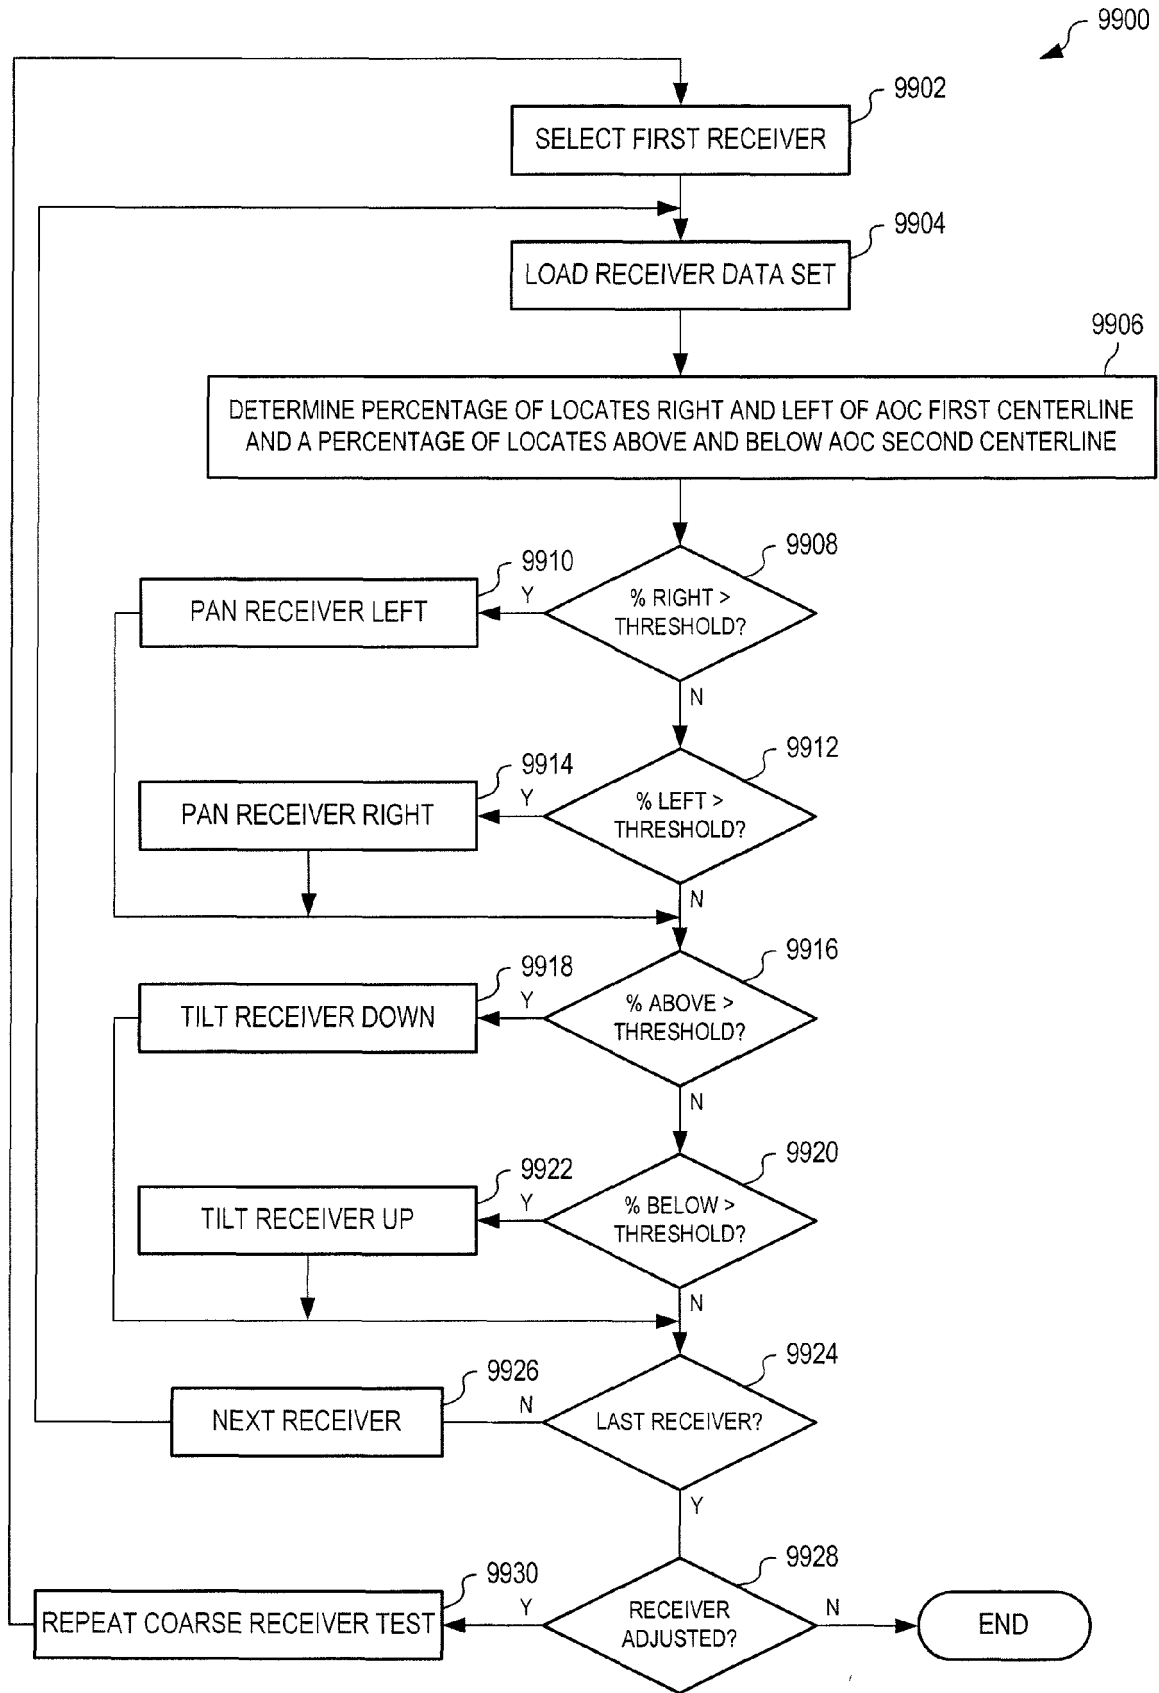 9900
9902
SELECT FIRST RECEIVER
9904
LOAD RECEIVER DATA SET
9906
DETERMINE PERCENTAGE OF LOCATES RIGHT AND LEFT OF AOC FIRST CENTERLINE
AND A PERCENTAGE OF LOCATES ABOVE AND BELOW AOC SECOND CENTERLINE
9908
% RIGHT >
THRESHOLD?
Y
9910
PAN RECEIVER LEFT
N
9912
% LEFT >
THRESHOLD?
Y
9914
PAN RECEIVER RIGHT
N
9916
% ABOVE >
THRESHOLD?
Y
9918
TILT RECEIVER DOWN
N
9920
% BELOW >
THRESHOLD?
Y
9922
TILT RECEIVER UP
N
9924
LAST RECEIVER?
N
9926
NEXT RECEIVER
Y
9928
RECEIVER
ADJUSTED?
Y
9930
REPEAT COARSE RECEIVER TEST
N
END